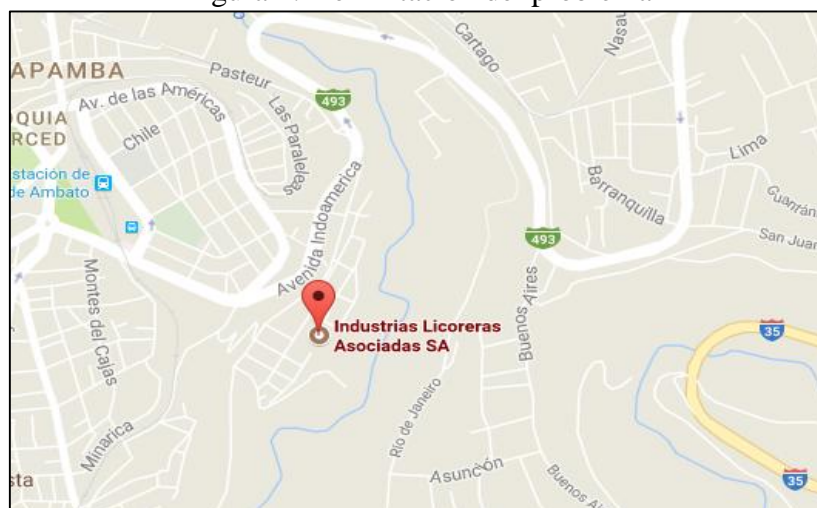 APAMBA
OQUIA
RCED
Pasteur
Av. de las Américas
Chile
Las Paralelas
493
Cartago
Nasa
Lima
Barranquilla
Guantán
San Juan
493
stación de
de Ambato
Avenida Indoamerica
Montes del Cajas
Industrias Licoreras
Asociadas SA
Buenos Aires
35
Río de Janeiro
Minarica
Asunción
Buenos Ai
35
sta